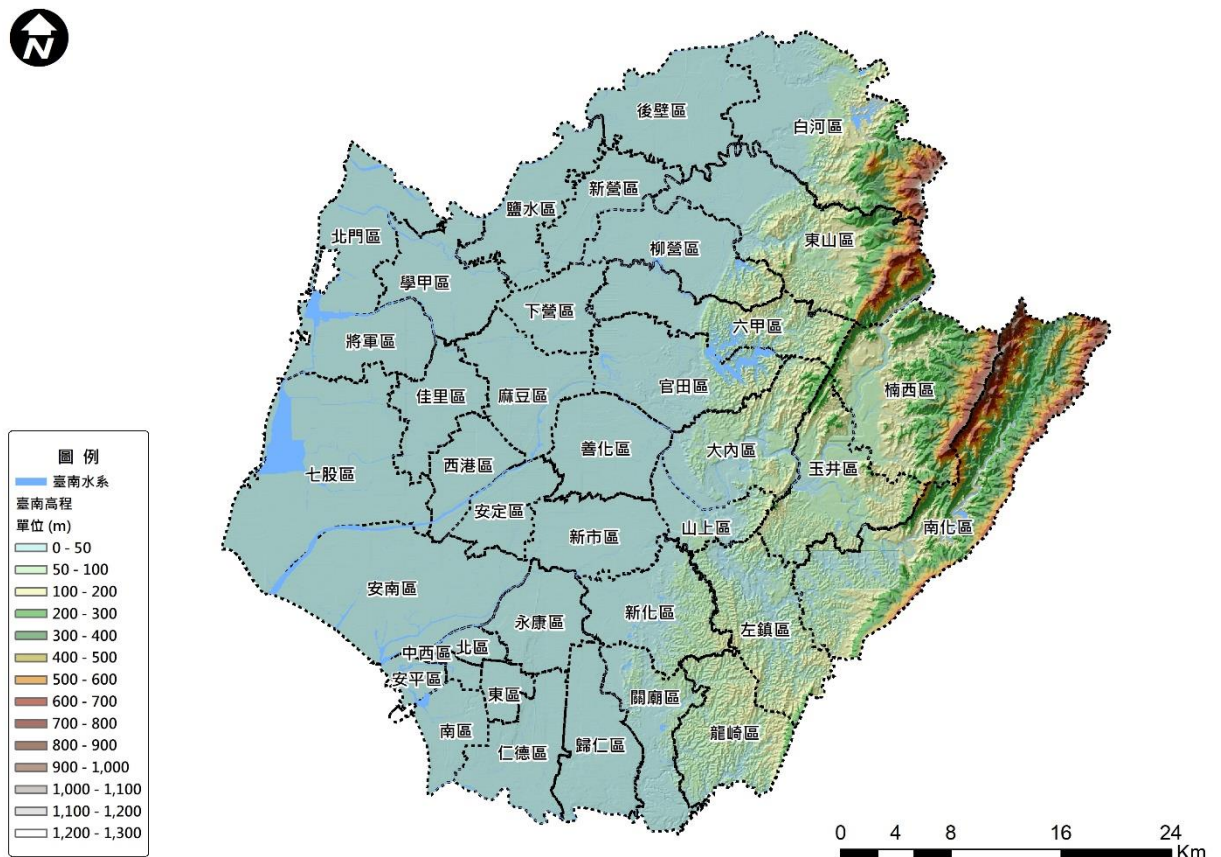 N
後壁區
白河區
新營區
鹽水區
北門區
柳營區
東山區
學甲區
下營區
六甲區
將軍區
官田區
楠西區
佳里區
麻豆區
善化區
大內區
西港區
玉井區
七股區
安定區
新市區
山上區
南化區
安南區
永康區
新化區
左鎮區
中西區
北區
安平區
東區
關廟區
南區
仁德區
歸仁區
龍崎區
圖 例
臺南水系
臺南高程
單位 (m)
0 - 50
50 - 100
100 - 200
200 - 300
300 - 400
400 - 500
500 - 600
600 - 700
700 - 800
800 - 900
900 - 1,000
1,000 - 1,100
1,100 - 1,200
1,200 - 1,300
0 4 8 16 24
Km